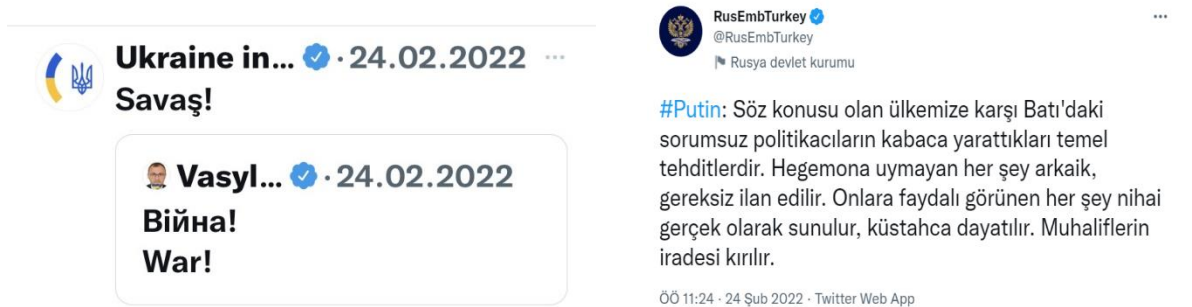 Ukraine in... · 24.02.2022
Savaş!
Vasyl... · 24.02.2022
Війна!
War!
RusEmbTurkey
@RusEmbTurkey
Rusya devlet kurumu
#Putin: Söz konusu olan ülkemize karşı Batı'daki
sorumsuz politikacıların kabaca yarattıkları temel
tehditlerdir. Hegemona uymayan her şey arkaik,
gereksiz ilan edilir. Onlara faydalı görünen her şey nihai
gerçek olarak sunulur, küstahca dayatılır. Muhaliflerin
iradesi kırılır.
ÖÖ 11:24 · 24 Şub 2022 · Twitter Web App